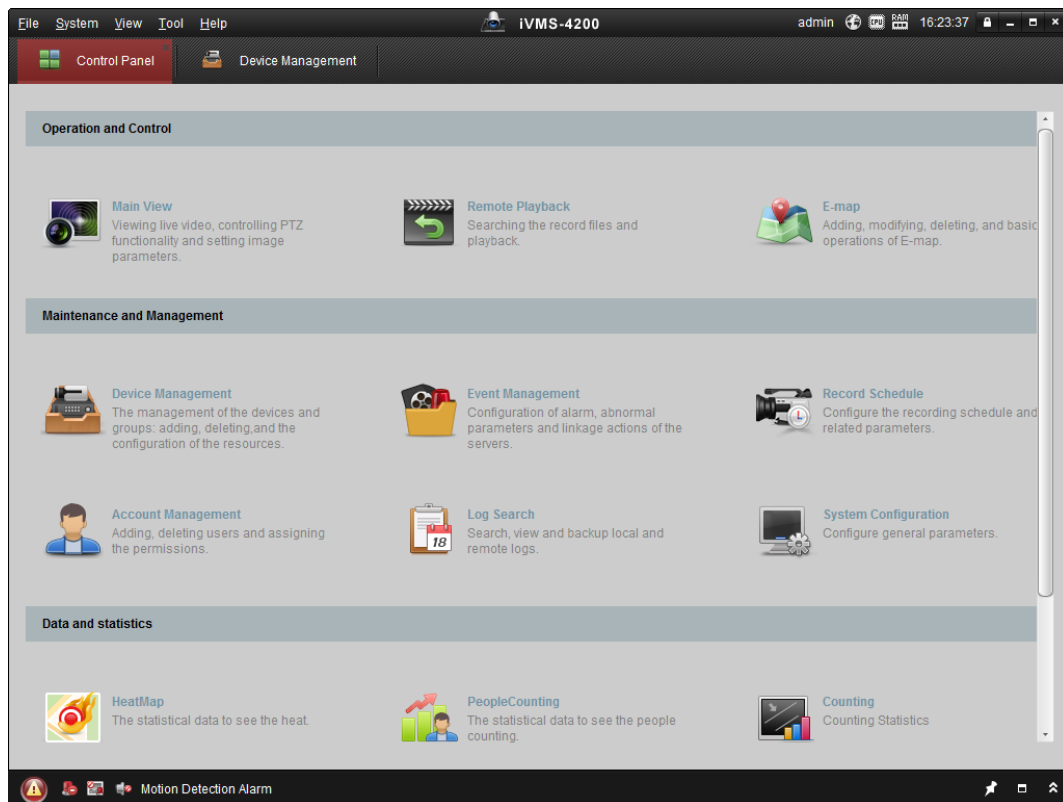 File System View Tool Help iVMS-4200 admin CPU RAM 16:23:37
Control Panel Device Management
Operation and Control
Main View
Viewing live video, controlling PTZ
functionality and setting image
parameters.
Remote Playback
Searching the record files and
playback.
E-map
Adding, modifying, deleting, and basic
operations of E-map.
Maintenance and Management
Device Management
The management of the devices and
groups: adding, deleting,and the
configuration of the resources.
Event Management
Configuration of alarm, abnormal
parameters and linkage actions of the
servers.
Record Schedule
Configure the recording schedule and
related parameters.
Account Management
Adding, deleting users and assigning
the permissions.
18
Log Search
Search, view and backup local and
remote logs.
System Configuration
Configure general parameters.
Data and statistics
HeatMap
The statistical data to see the heat.
PeopleCounting
The statistical data to see the people
counting.
Counting
Counting Statistics
Motion Detection Alarm